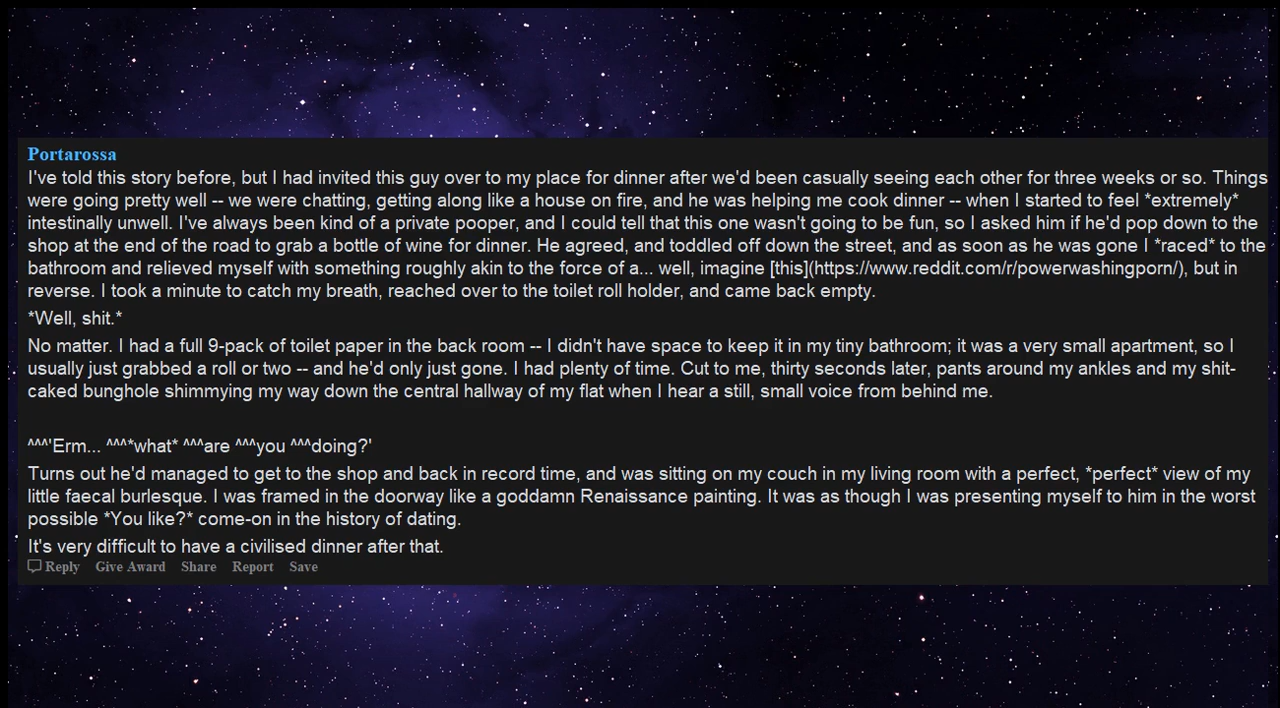 Portarossa
I've told this story before, but I had invited this guy over to my place for dinner after we'd been casually seeing each other for three weeks or so. Things
were going pretty well -- we were chatting, getting along like a house on fire, and he was helping me cook dinner -- when I started to feel *extremely*
intestinally unwell. I've always been kind of a private pooper, and I could tell that this one wasn't going to be fun, so I asked him if he'd pop down to the
shop at the end of the road to grab a bottle of wine for dinner. He agreed, and toddled off down the street, and as soon as he was gone I *raced* to the
bathroom and relieved myself with something roughly akin to the force of a... well, imagine [this](https://www.reddit.com/r/powerwashingporn/), but in
reverse. I took a minute to catch my breath, reached over to the toilet roll holder, and came back empty.
*Well, shit.*
No matter. I had a full 9-pack of toilet paper in the back room -- I didn't have space to keep it in my tiny bathroom; it was a very small apartment, so I
usually just grabbed a roll or two -- and he'd only just gone. I had plenty of time. Cut to me, thirty seconds later, pants around my ankles and my shit-
caked bunghole shimmying my way down the central hallway of my flat when I hear a still, small voice from behind me.
^^^'Erm... ^^^*what* ^^^are ^^^you ^^^doing?'
Turns out he'd managed to get to the shop and back in record time, and was sitting on my couch in my living room with a perfect, *perfect* view of my
little faecal burlesque. I was framed in the doorway like a goddamn Renaissance painting. It was as though I was presenting myself to him in the worst
possible *You like?* come-on in the history of dating.
It's very difficult to have a civilised dinner after that.
Reply Give Award Share Report Save